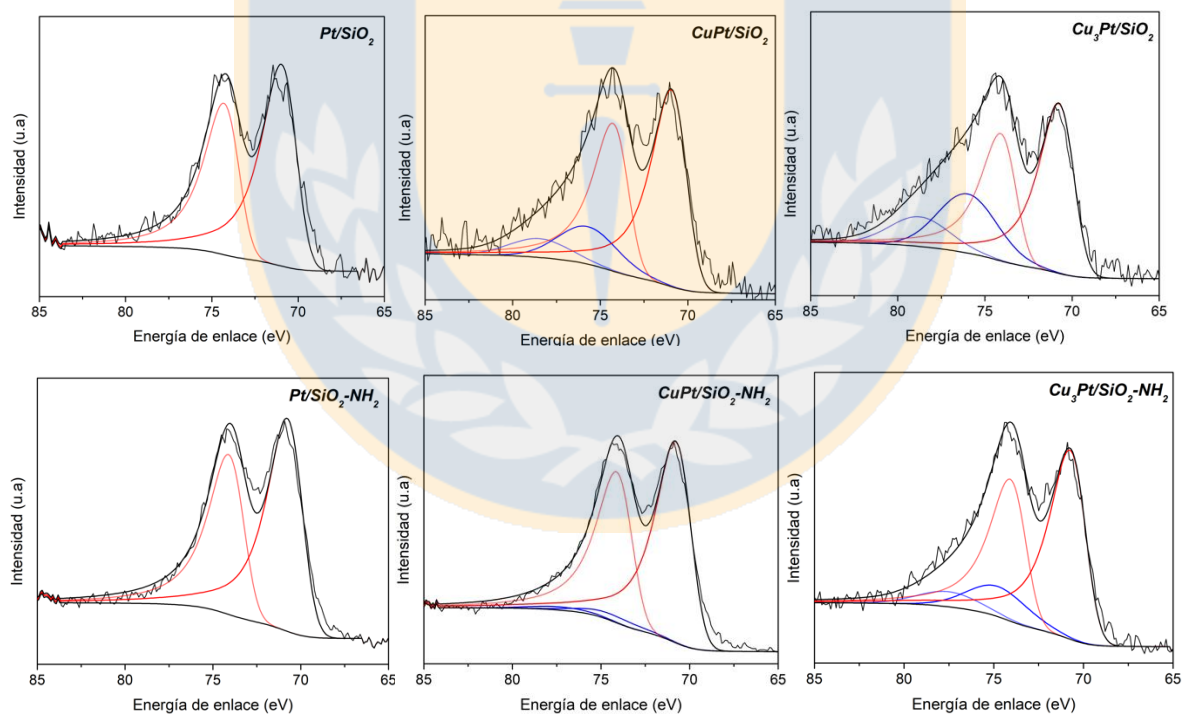 Pt/SiO₂
Intensidad (u.a)
85 80 75 70 65
Energía de enlace (eV)
CuPt/SiO₂
Intensidad (u.a)
85 80 75 70 65
Energía de enlace (eV)
Cu₃Pt/SiO₂
Intensidad (u.a)
85 80 75 70 65
Energía de enlace (eV)
Pt/SiO₂-NH₂
Intensidad (u.a)
85 80 75 70 65
Energía de enlace (eV)
CuPt/SiO₂-NH₂
Intensidad (u.a)
85 80 75 70 65
Energía de enlace (eV)
Cu₃Pt/SiO₂-NH₂
Intensidad (u.a)
85 80 75 70 65
Energía de enlace (eV)